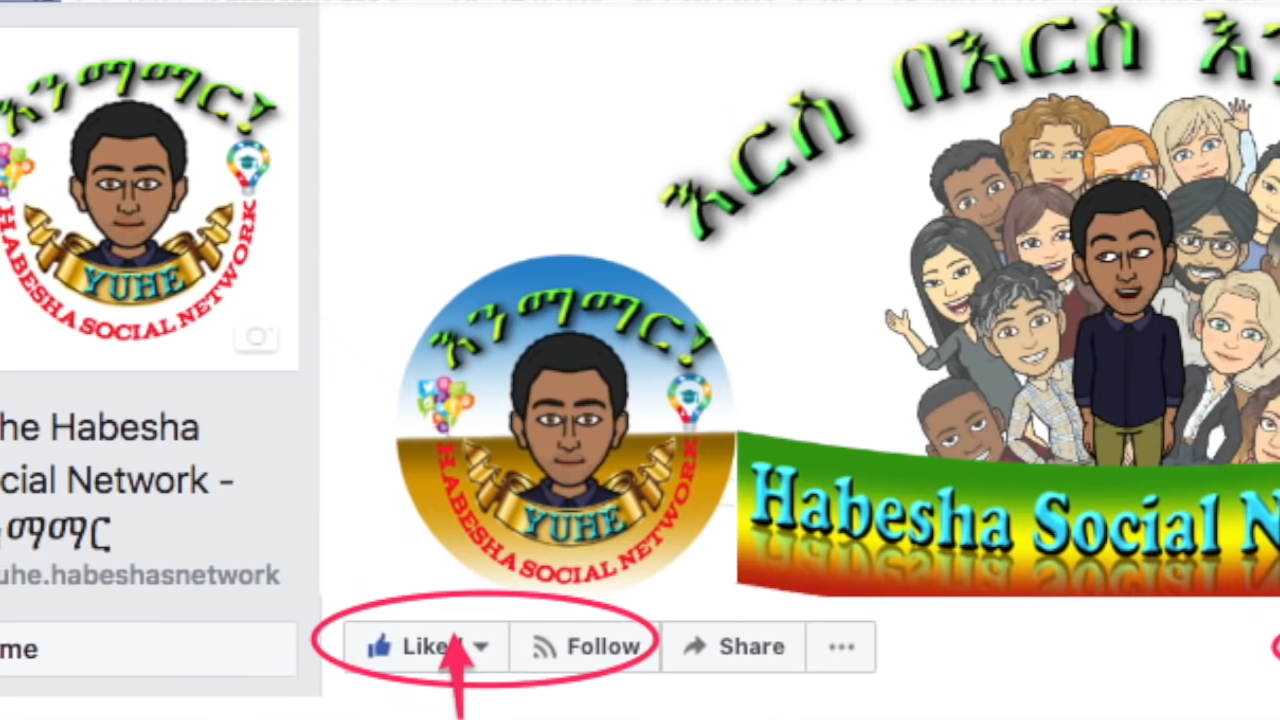 እንማማር!
YUHE
HABESHA SOCIAL NETWORK
he Habesha
cial Network -
ማማር
uhe.habeshasnetwork
me
እርስ በእርስ
እንማማር!
YUHE
HABESHA SOCIAL NETWORK
Habesha Social N
Liked
Follow
Share